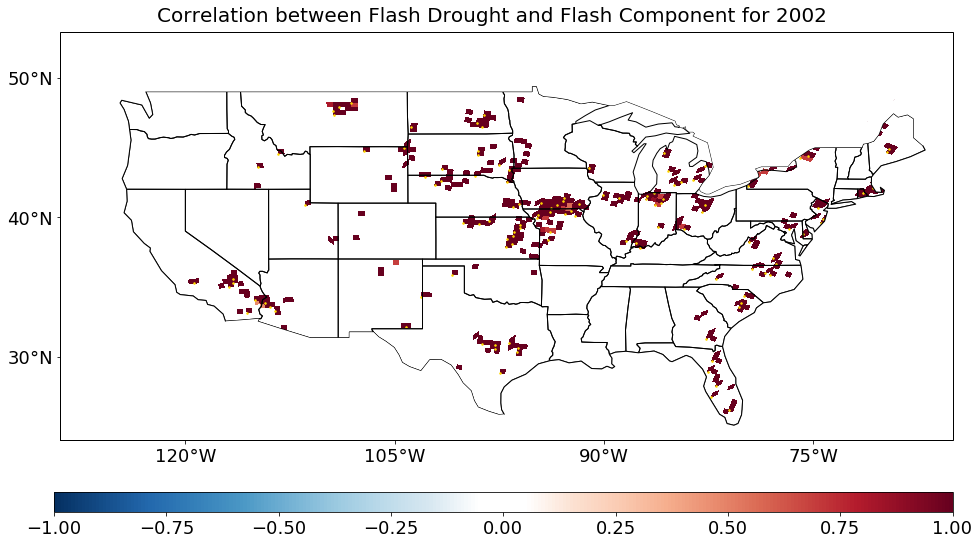 Correlation between Flash Drought and Flash Component for 2002
50°N
40°N
30°N
120°W 105°W 90°W 75°W
−1.00 −0.75 −0.50 −0.25 0.00 0.25 0.50 0.75 1.00